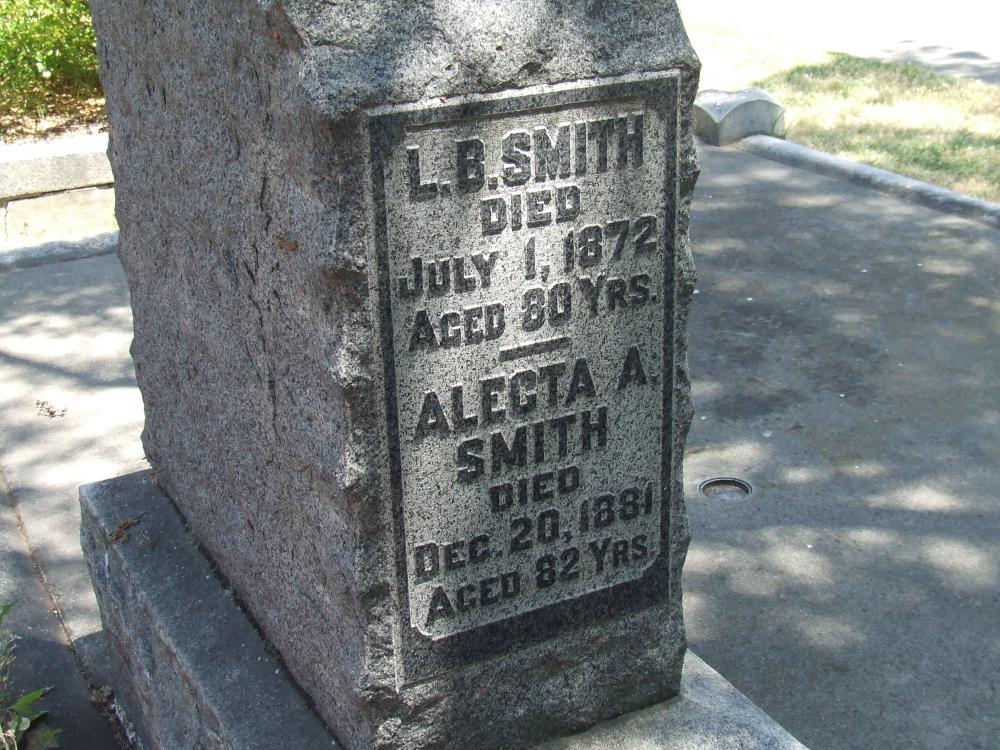 L.B. SMITH
DIED
JULY 1, 1872
AGED 80 YRS.
ALECTA A.
SMITH
DIED
DEC. 20, 1881
AGED 82 YRS.